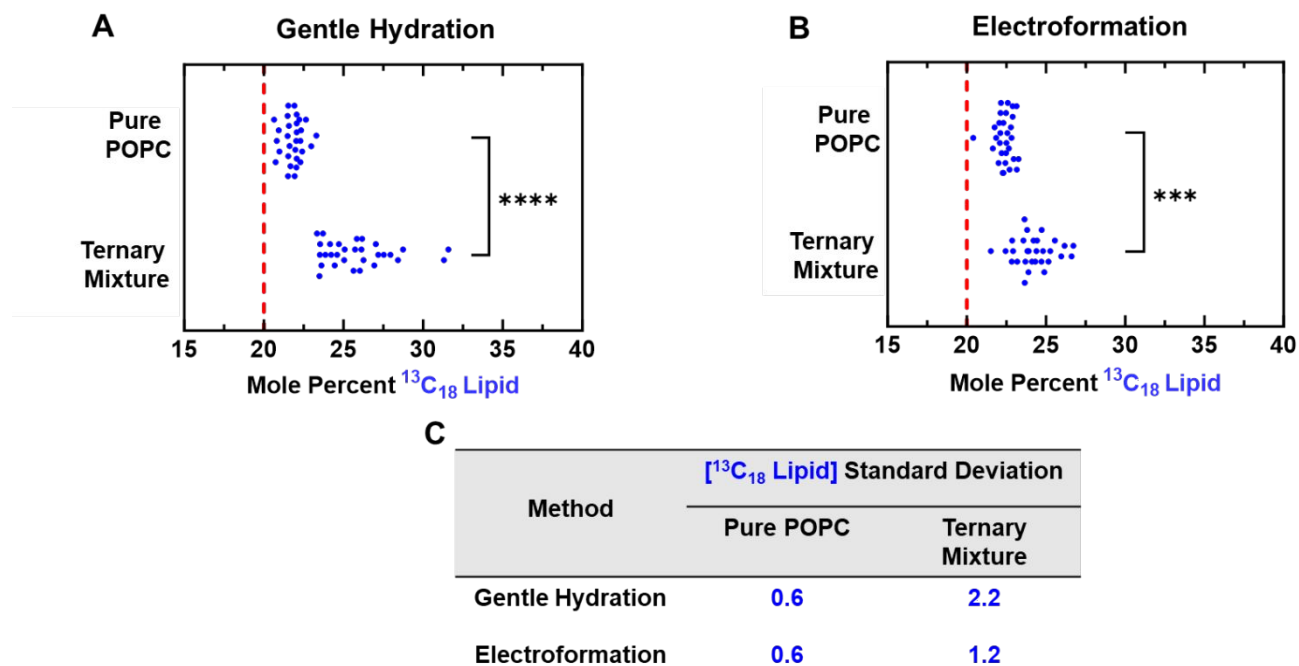 A
Gentle Hydration
Pure
POPC
****
Ternary
Mixture
15 20 25 30 35 40
Mole Percent ¹³C₁₈ Lipid
B
Electroformation
Pure
POPC
***
Ternary
Mixture
15 20 25 30 35 40
Mole Percent ¹³C₁₈ Lipid
C
Method
[¹³C₁₈ Lipid] Standard Deviation
Pure POPC
Ternary
Mixture
Gentle Hydration 0.6 2.2
Electroformation 0.6 1.2